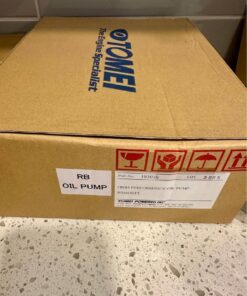 TOMEI
The Engine Specialist
RB
OIL PUMP
HIGH PERFORMANCE OIL PUMP
TOMEI POWERED INC